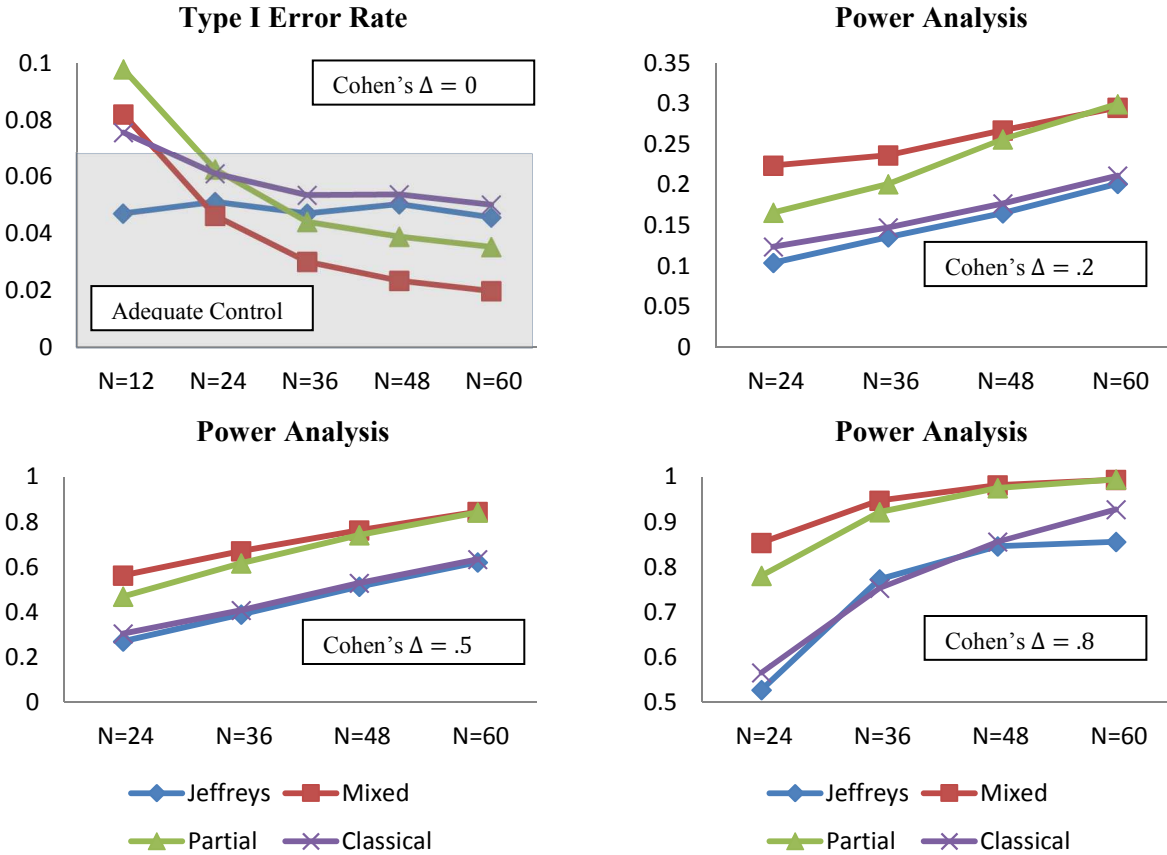 Type I Error Rate
0.1
0.08
0.06
0.04
0.02
0
Cohen's Δ = 0
Adequate Control
N=12 N=24 N=36 N=48 N=60
Power Analysis
0.35
0.3
0.25
0.2
0.15
0.1
0.05
0
Cohen's Δ = .2
N=24 N=36 N=48 N=60
Power Analysis
1
0.8
0.6
0.4
0.2
0
Cohen's Δ = .5
N=24 N=36 N=48 N=60
Jeffreys Mixed
Partial Classical
Power Analysis
1
0.9
0.8
0.7
0.6
0.5
Cohen's Δ = .8
N=24 N=36 N=48 N=60
Jeffreys Mixed
Partial Classical